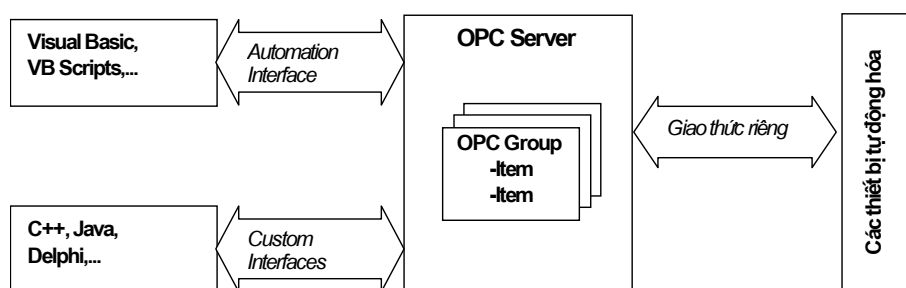 Visual Basic,
VB Scripts,...
Automation
Interface
OPC Server
OPC Group
-Item
-Item
Giao thức riêng
Các thiết bị tự động hóa
C++, Java,
Delphi,...
Custom
Interfaces